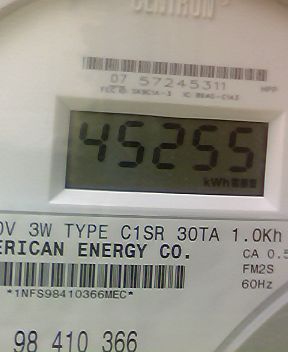 CENTRON
07 57245311
HPP
45255
kWh
0V 3W TYPE C1SR 30TA 1.0Kh
ERICAN ENERGY CO.
CA 0.5
FM2S
*1NFS98410366MEC*
60Hz
98 410 366